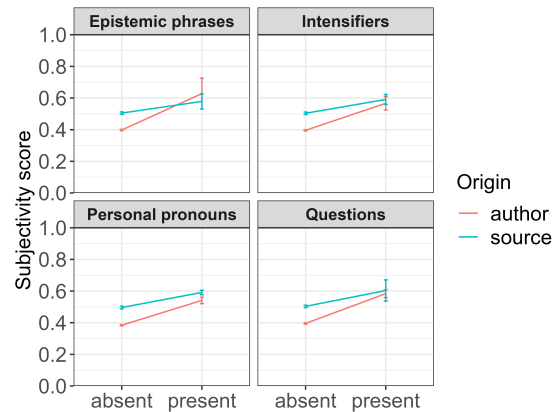 Epistemic phrases Intensifiers
1.0
0.8
0.6
0.4
0.2
0.0
Personal pronouns Questions
1.0
0.8
0.6
0.4
0.2
0.0
absent present absent present
Subjectivity score
Origin
author
source